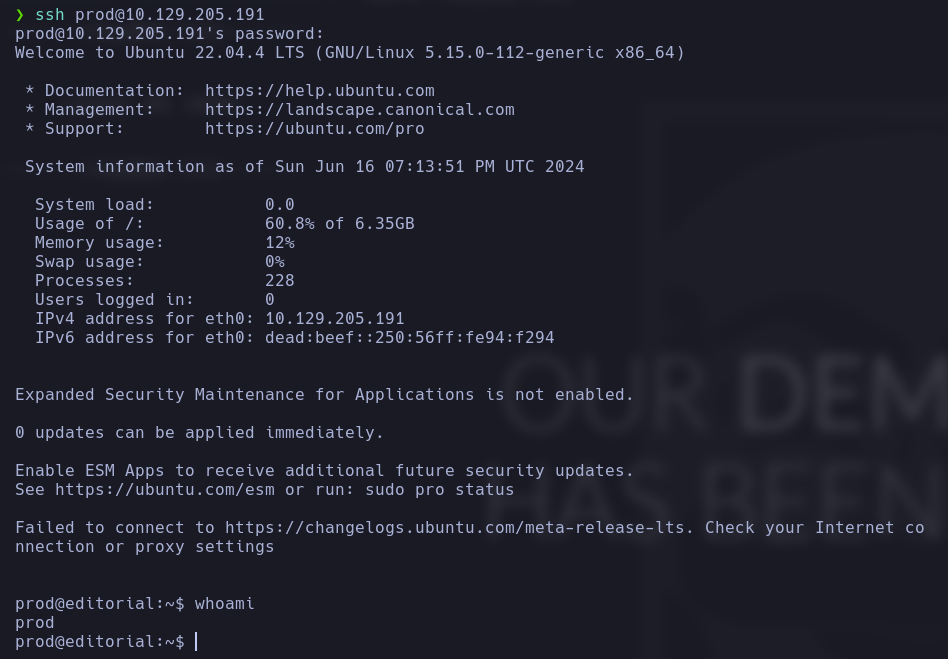 ❯ ssh prod@10.129.205.191
prod@10.129.205.191's password:
Welcome to Ubuntu 22.04.4 LTS (GNU/Linux 5.15.0-112-generic x86_64)
* Documentation:  https://help.ubuntu.com
* Management:     https://landscape.canonical.com
* Support:        https://ubuntu.com/pro
System information as of Sun Jun 16 07:13:51 PM UTC 2024
System load:           0.0
Usage of /:            60.8% of 6.35GB
Memory usage:          12%
Swap usage:            0%
Processes:             228
Users logged in:       0
IPv4 address for eth0: 10.129.205.191
IPv6 address for eth0: dead:beef::250:56ff:fe94:f294
Expanded Security Maintenance for Applications is not enabled.
OUR DEM
0 updates can be applied immediately.
Enable ESM Apps to receive additional future security updates.
See https://ubuntu.com/esm or run: sudo pro status
HAS BEEN
Failed to connect to https://changelogs.ubuntu.com/meta-release-lts. Check your Internet co
nnection or proxy settings
prod@editorial:~$ whoami
prod
prod@editorial:~$